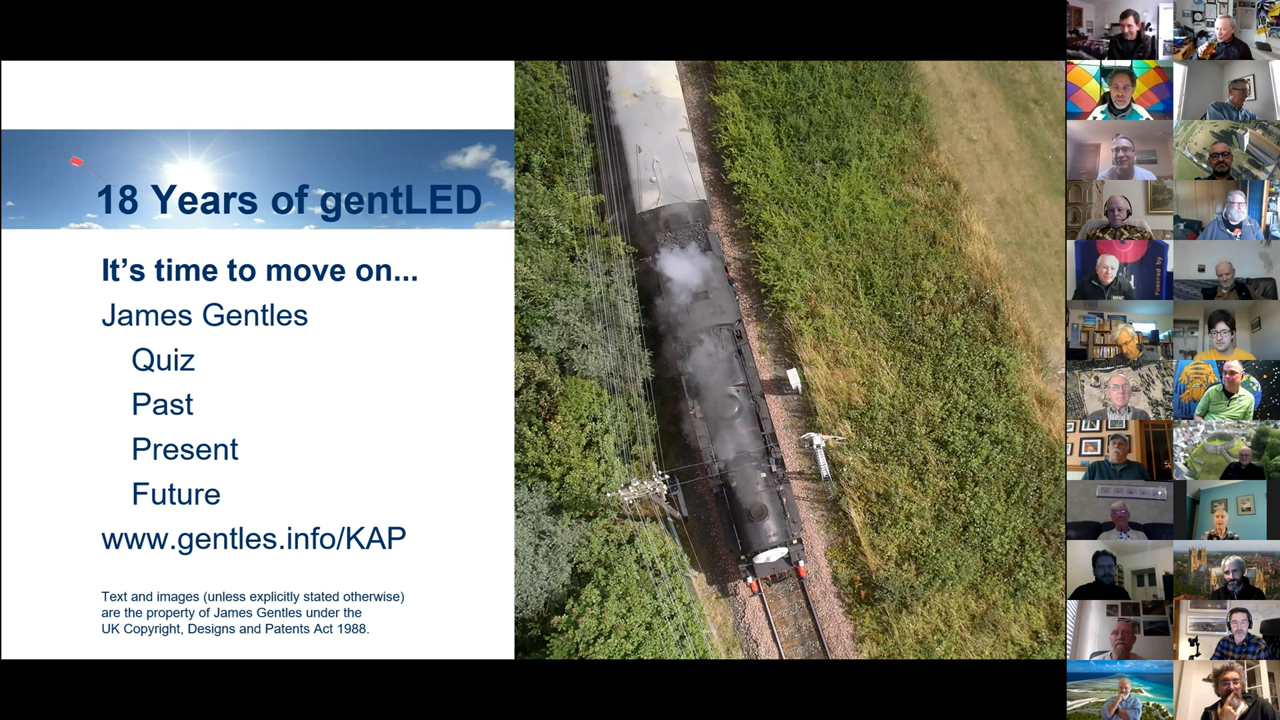 18 Years of gentLED
It’s time to move on...
James Gentles
Quiz
Past
Present
Future
www.gentles.info/KAP
Text and images (unless explicitly stated otherwise)
are the property of James Gentles under the
UK Copyright, Designs and Patents Act 1988.
Powered by